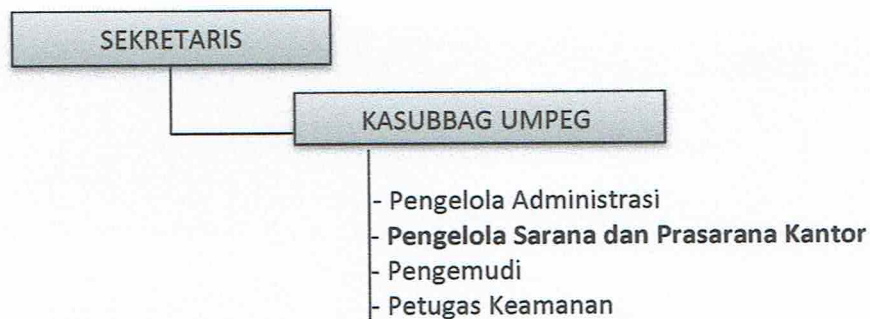 SEKRETARIS
KASUBBAG UMPEG
- Pengelola Administrasi
- Pengelola Sarana dan Prasarana Kantor
- Pengemudi
- Petugas Keamanan